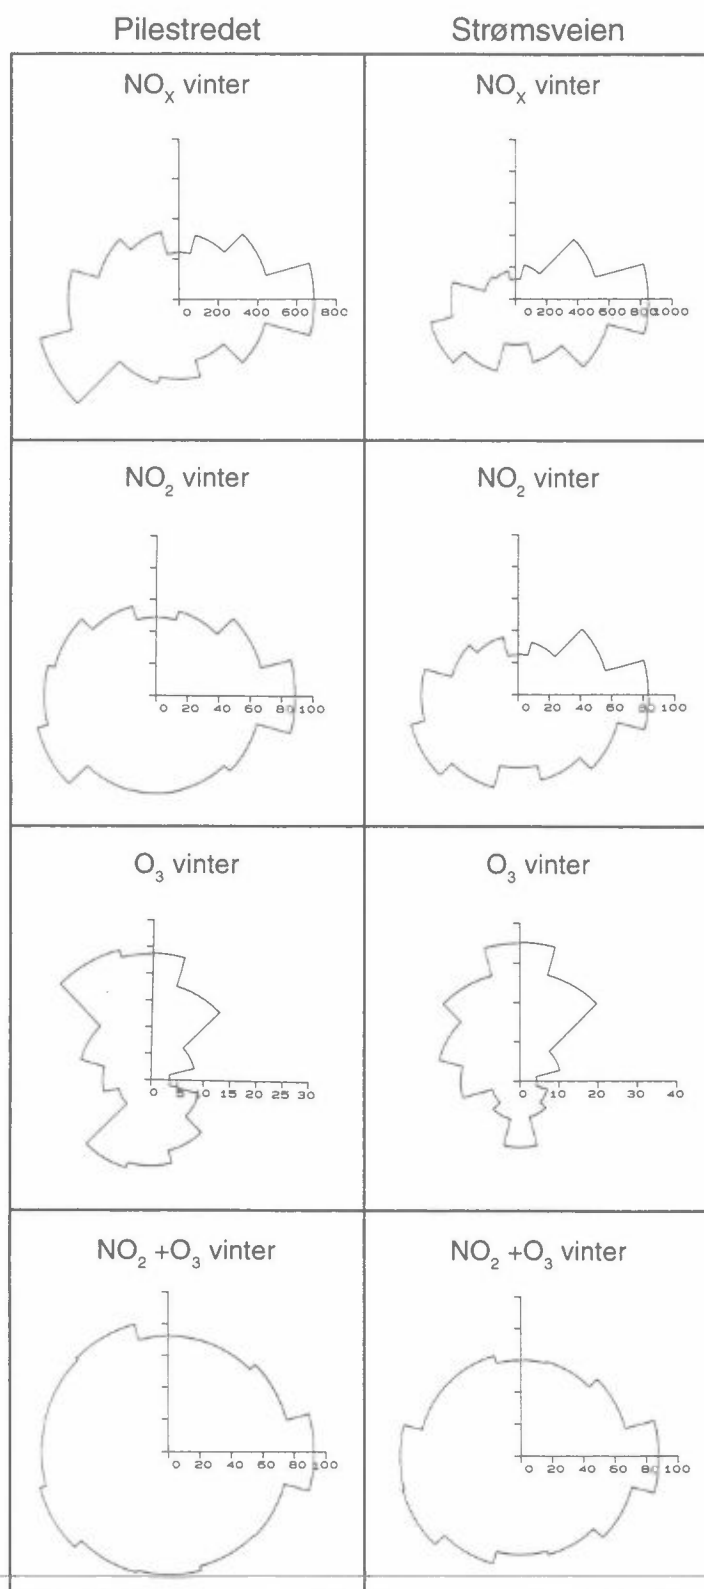 Pilestredet Strømsveien
NOₓ vinter NOₓ vinter
0 200 400 600 800 0 200 400 600 800 1000
NO₂ vinter NO₂ vinter
0 20 40 60 80 100 0 20 40 60 80 100
O₃ vinter O₃ vinter
0 5 10 15 20 25 30 0 10 20 30 40
NO₂ +O₃ vinter NO₂ +O₃ vinter
0 20 40 60 80 100 0 20 40 60 80 100